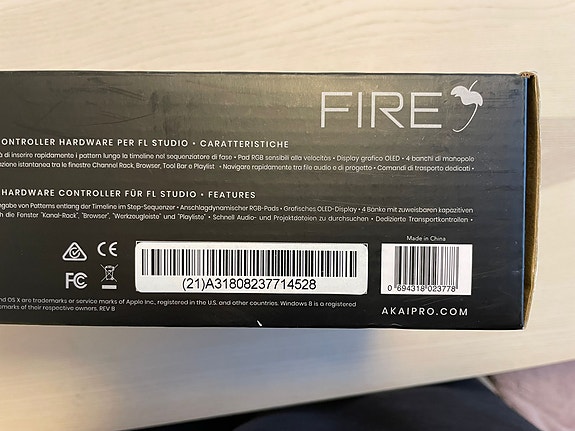 FIRE
CONTROLLER HARDWARE PER FL STUDIO • CARATTERISTICHE
à di inserire rapidamente i pattern lungo la timeline nel sequenziatore di fase • Pad RGB sensibili alla velocità • Display grafico OLED • 4 banchi di manopole
zione istantanea tra le finestre Channel Rack, Browser, Tool Bar e Playlist • Navigare rapidamente tra file audio e di progetto • Comandi di trasporto dedicati •
HARDWARE CONTROLLER FÜR FL STUDIO • FEATURES
ngabe von Patterns entlang der Timeline im Step-Sequenzer • Anschlagdynamischer RGB-Pads • Grafisches OLED-Display • 4 Bänke mit zuweisbaren kapazitiven
ch die Fenster "Kanal-Rack", "Browser", "Werkzeugleiste" und "Playliste" • Schnell Audio- und Projektdateien zu durchsuchen • Dedizierte Transportkontrollen •
Made in China
CE
FC
(21)A31808237714528
0 694318 023778
nd OS X are trademarks or service marks of Apple Inc., registered in the U.S. and other countries. Windows 8 is a registered
emarks of their respective owners. REV B
AKAIPRO.COM